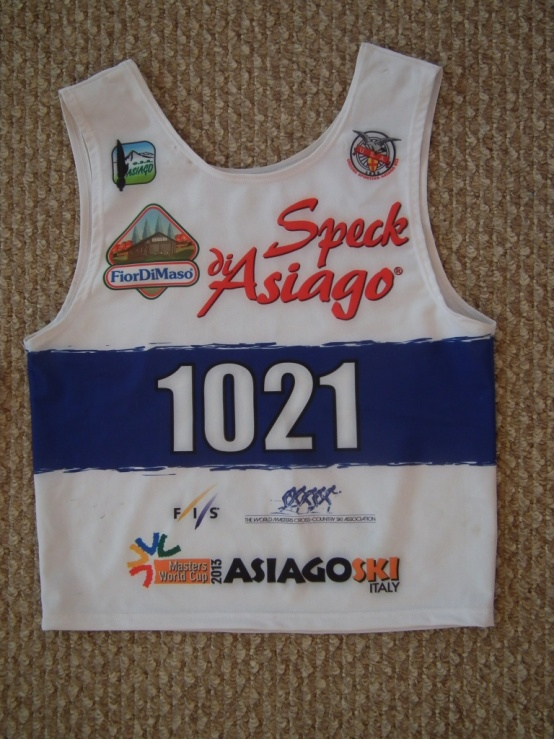 ASIAGO
Speck
di Asiago®
FiorDiMaso
1021
FIS
THE WORLD MASTERS CROSS-COUNTRY SKI ASSOCIATION
Masters
World Cup
2013
ASIAGOSKI
ITALY